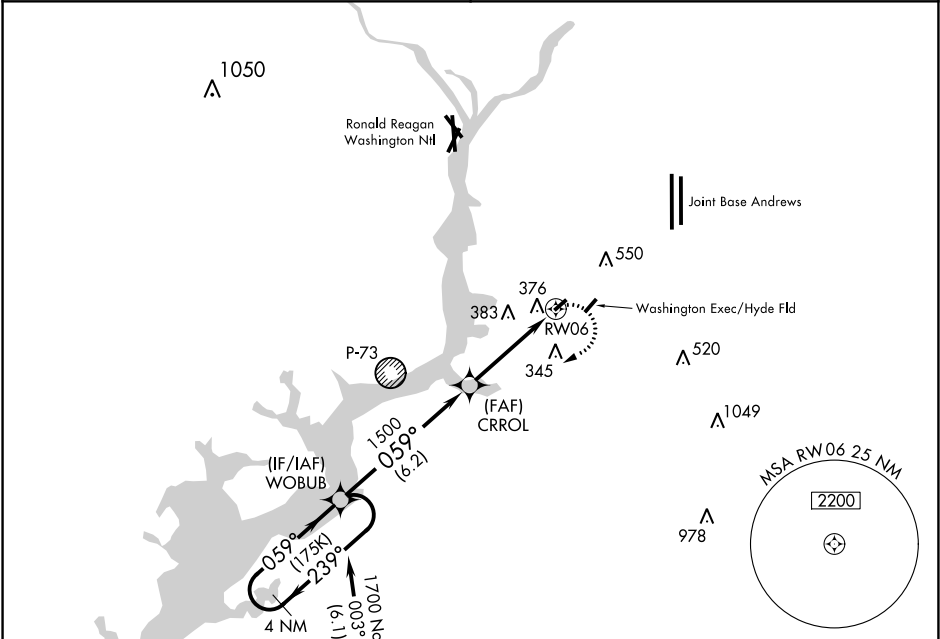 1050
Ronald Reagan
Washington Ntl
Joint Base Andrews
550
376
383
Washington Exec/Hyde Fld
RW06
P-73
345
520
(FAF)
CRROL
1049
1500
059°
(6.2)
(IF/IAF)
WOBUB
MSA RW06 25 NM
2200
978
059°
(175K)
239°
1700
003°
(6.1)
4 NM